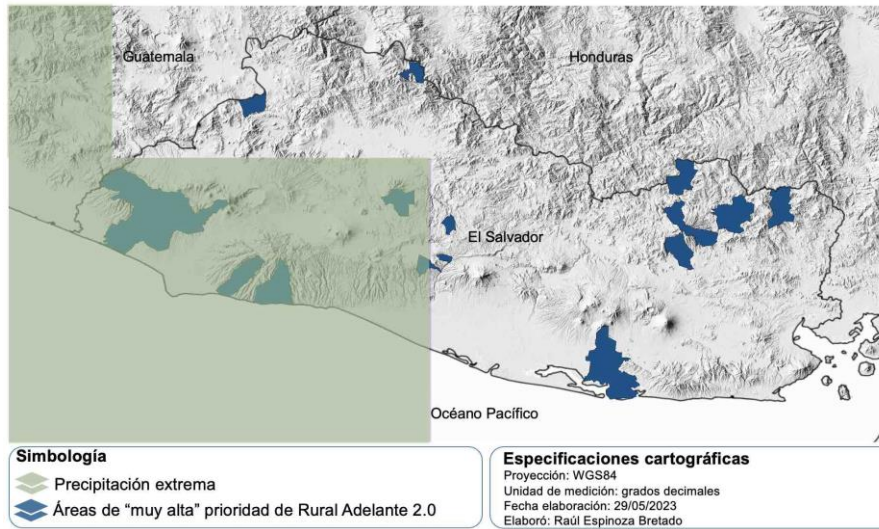 Guatemala
Honduras
El Salvador
Océano Pacífico
Simbología
Precipitación extrema
Áreas de “muy alta” prioridad de Rural Adelante 2.0
Especificaciones cartográficas
Proyección: WGS84
Unidad de medición: grados decimales
Fecha elaboración: 29/05/2023
Elaboró: Raúl Espinoza Bretado